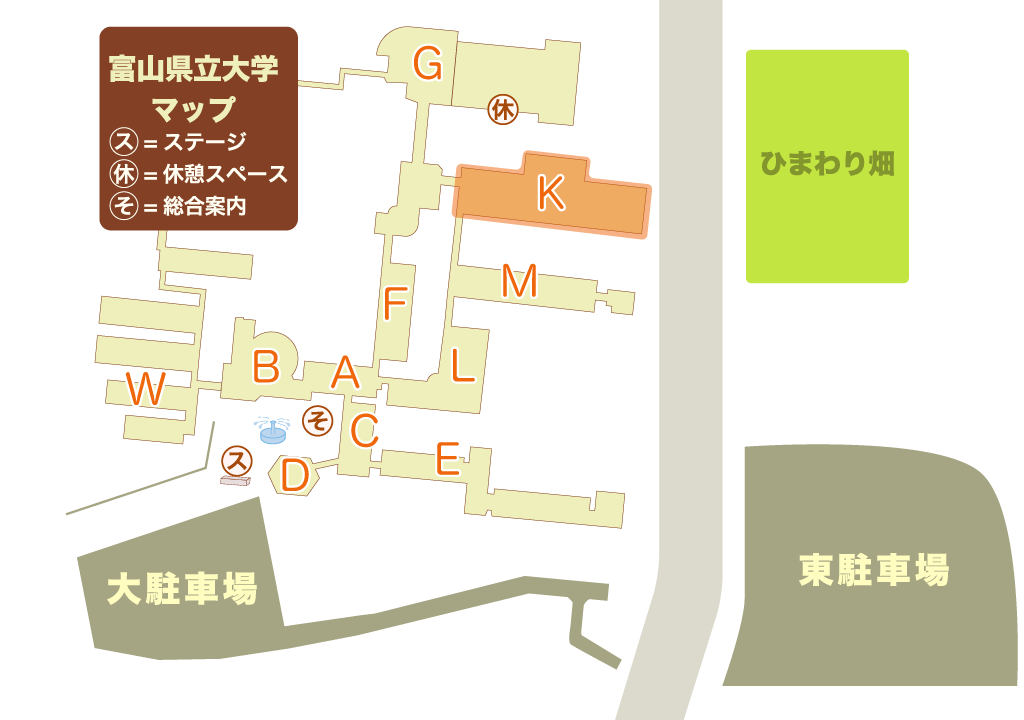 富山県立大学
マップ
ス = ステージ
休 = 休憩スペース
そ = 総合案内
G
休
K
ひまわり畑
M
F
B
A
L
W
そ
C
ス
D
E
大駐車場
東駐車場